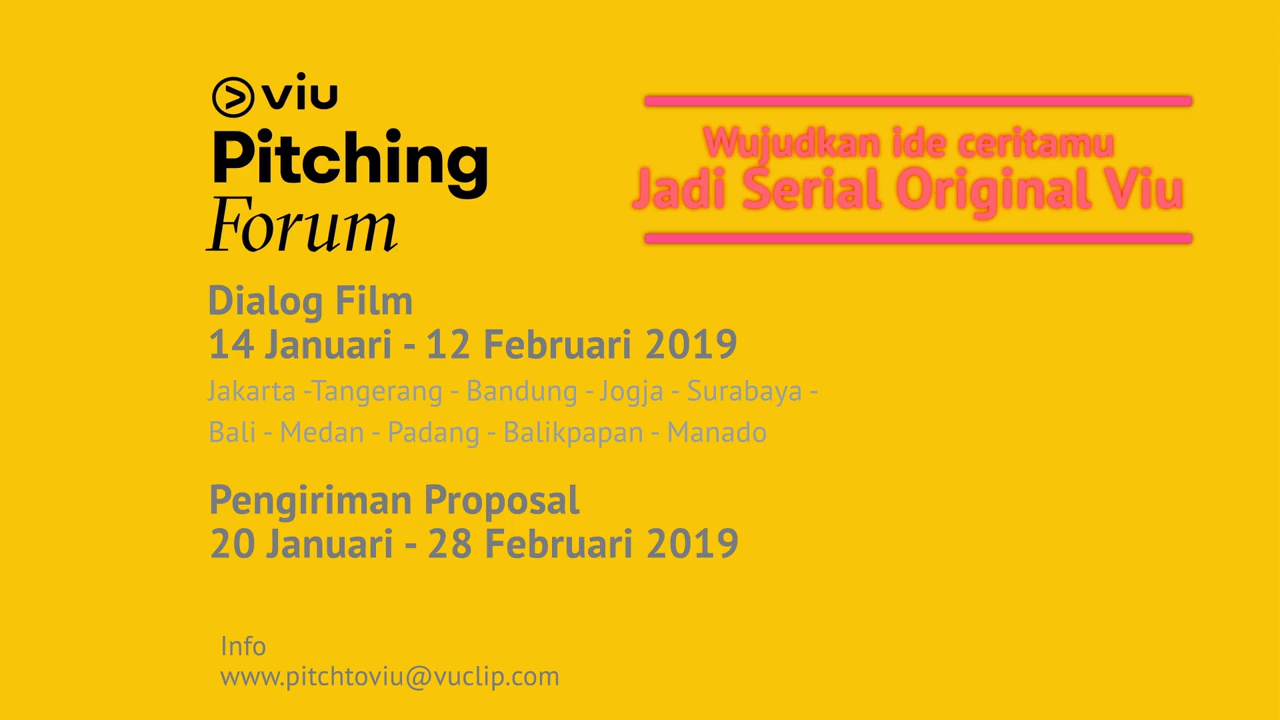 viu
Pitching
Forum
Wujudkan ide ceritamu
Jadi Serial Original Viu
Dialog Film
14 Januari - 12 Februari 2019
Jakarta -Tangerang - Bandung - Jogja - Surabaya -
Bali - Medan - Padang - Balikpapan - Manado
Pengiriman Proposal
20 Januari - 28 Februari 2019
Info
www.pitchtoviu@vuclip.com